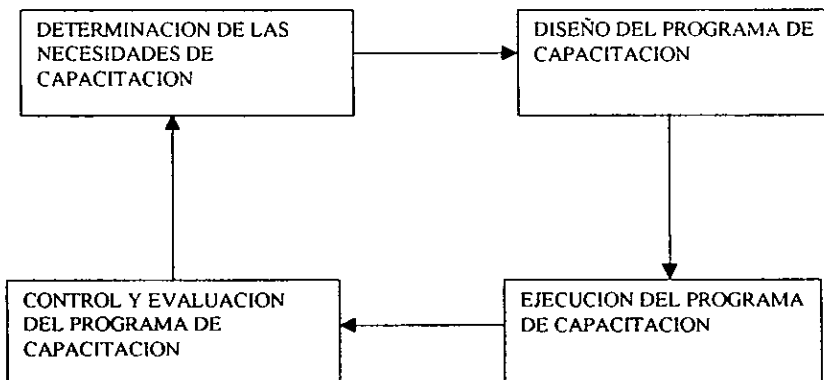 DETERMINACION DE LAS
NECESIDADES DE
CAPACITACION
DISEÑO DEL PROGRAMA DE
CAPACITACION
EJECUCION DEL PROGRAMA
DE CAPACITACION
CONTROL Y EVALUACION
DEL PROGRAMA DE
CAPACITACION